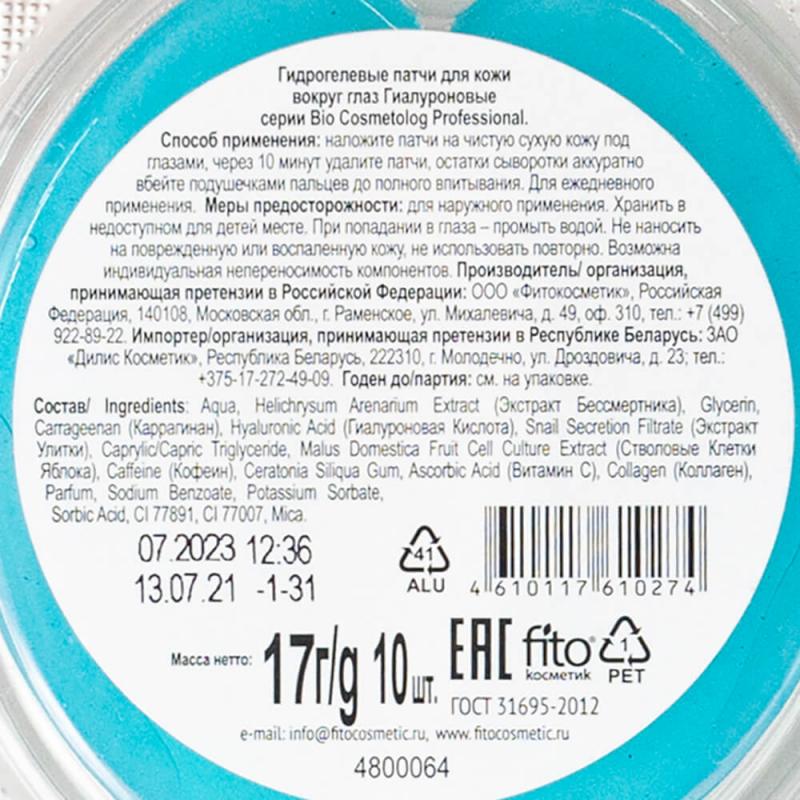 Гидрогелевые патчи для кожи
вокруг глаз Гиалуроновые
серии Bio Cosmetolog Professional.
Способ применения: наложите патчи на чистую сухую кожу под
глазами, через 10 минут удалите патчи, остатки сыворотки аккуратно
вбейте подушечками пальцев до полного впитывания. Для ежедневного
применения. Меры предосторожности: для наружного применения. Хранить в
недоступном для детей месте. При попадании в глаза – промыть водой. Не наносить
на поврежденную или воспаленную кожу, не использовать повторно. Возможна
индивидуальная непереносимость компонентов. Производитель/ организация,
принимающая претензии в Российской Федерации: ООО «Фитокосметик», Российская
Федерация, 140108, Московская обл., г. Раменское, ул. Михалевича, д. 49, оф. 310, тел.: +7 (499)
922-89-22. Импортер/организация, принимающая претензии в Республике Беларусь: ЗАО
«Дилис Косметик», Республика Беларусь, 222310, г. Молодечно, ул. Дроздовича, д. 23; тел.:
+375-17-272-49-09. Годен до/партия: см. на упаковке.
Состав/ Ingredients: Aqua, Helichrysum Arenarium Extract (Экстракт Бессмертника), Glycerin,
Carrageenan (Каррагинан), Hyaluronic Acid (Гиалуроновая Кислота), Snail Secretion Filtrate (Экстракт
Улитки), Caprylic/Capric Triglyceride, Malus Domestica Fruit Cell Culture Extract (Стволовые Клетки
Яблока), Caffeine (Кофеин), Ceratonia Siliqua Gum, Ascorbic Acid (Витамин С), Collagen (Коллаген),
Parfum, Sodium Benzoate, Potassium Sorbate,
Sorbic Acid, CI 77891, CI 77007, Mica.
07.2023 12:36
13.07.21 -1-31
41
ALU
4 610117 610274
Масса нетто: 17г/g 10шт.
EAC
fito®
косметик
1
PET
ГОСТ 31695-2012
e-mail: info@fitocosmetic.ru, www.fitocosmetic.ru
4800064